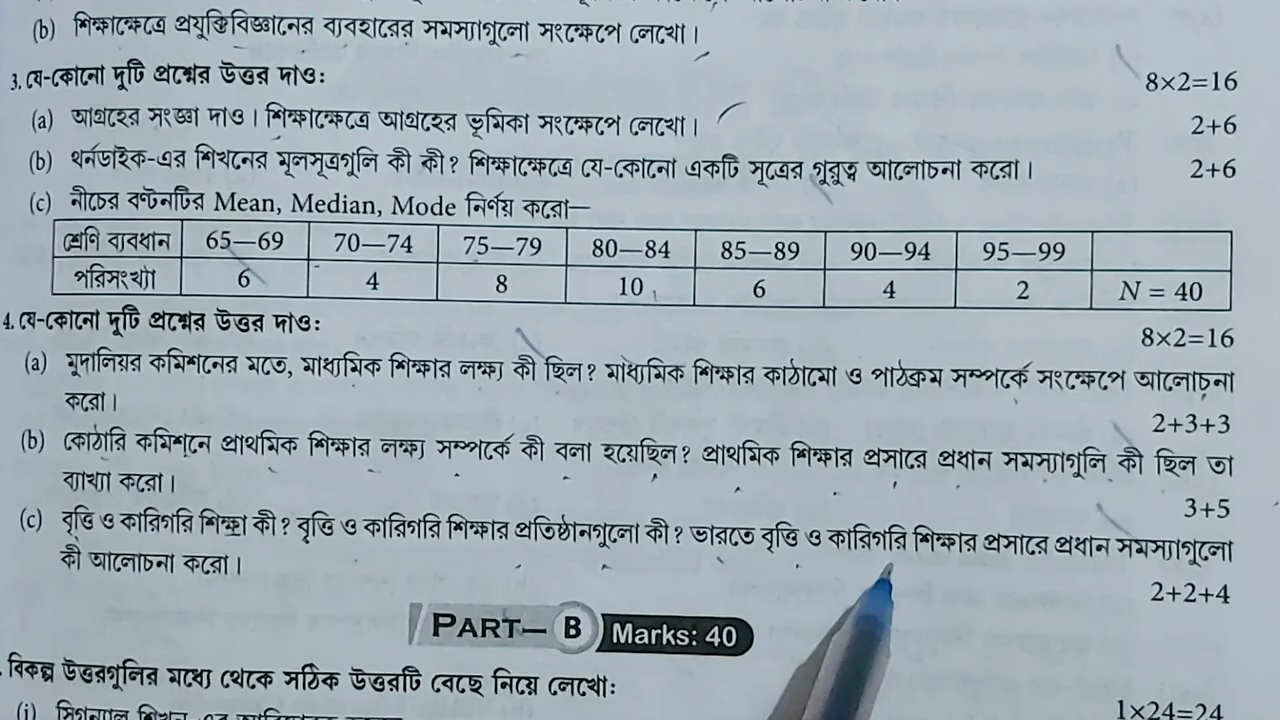 (b) শিক্ষাক্ষেত্রে প্রযুক্তিবিজ্ঞানের ব্যবহারের সমস্যাগুলো সংক্ষেপে লেখো।
3. যে-কোনো দুটি প্রশ্নের উত্তর দাও: 8×2=16
(a) আগ্রহের সংজ্ঞা দাও। শিক্ষাক্ষেত্রে আগ্রহের ভূমিকা সংক্ষেপে লেখো। 2+6
(b) থর্নডাইক-এর শিখনের মূলসূত্রগুলি কী কী? শিক্ষাক্ষেত্রে যে-কোনো একটি সূত্রের গুরুত্ব আলোচনা করো। 2+6
(c) নীচের বণ্টনটির Mean, Median, Mode নির্ণয় করো—
শ্রেণি ব্যবধান 65—69 70—74 75—79 80—84 85—89 90—94 95—99
পরিসংখ্যা 6 4 8 10 6 4 2 N = 40
4. যে-কোনো দুটি প্রশ্নের উত্তর দাও: 8×2=16
(a) মুদালিয়র কমিশনের মতে, মাধ্যমিক শিক্ষার লক্ষ্য কী ছিল? মাধ্যমিক শিক্ষার কাঠামো ও পাঠক্রম সম্পর্কে সংক্ষেপে আলোচনা
করো। 2+3+3
(b) কোঠারি কমিশনে প্রাথমিক শিক্ষার লক্ষ্য সম্পর্কে কী বলা হয়েছিল? প্রাথমিক শিক্ষার প্রসারে প্রধান সমস্যাগুলি কী ছিল তা
ব্যাখ্যা করো। 3+5
(c) বৃত্তি ও কারিগরি শিক্ষা কী? বৃত্তি ও কারিগরি শিক্ষার প্রতিষ্ঠানগুলো কী? ভারতে বৃত্তি ও কারিগরি শিক্ষার প্রসারে প্রধান সমস্যাগুলো
কী আলোচনা করো। 2+2+4
PART— B Marks: 40
বিকল্প উত্তরগুলির মধ্যে থেকে সঠিক উত্তরটি বেছে নিয়ে লেখো:
1×24=24
(i)